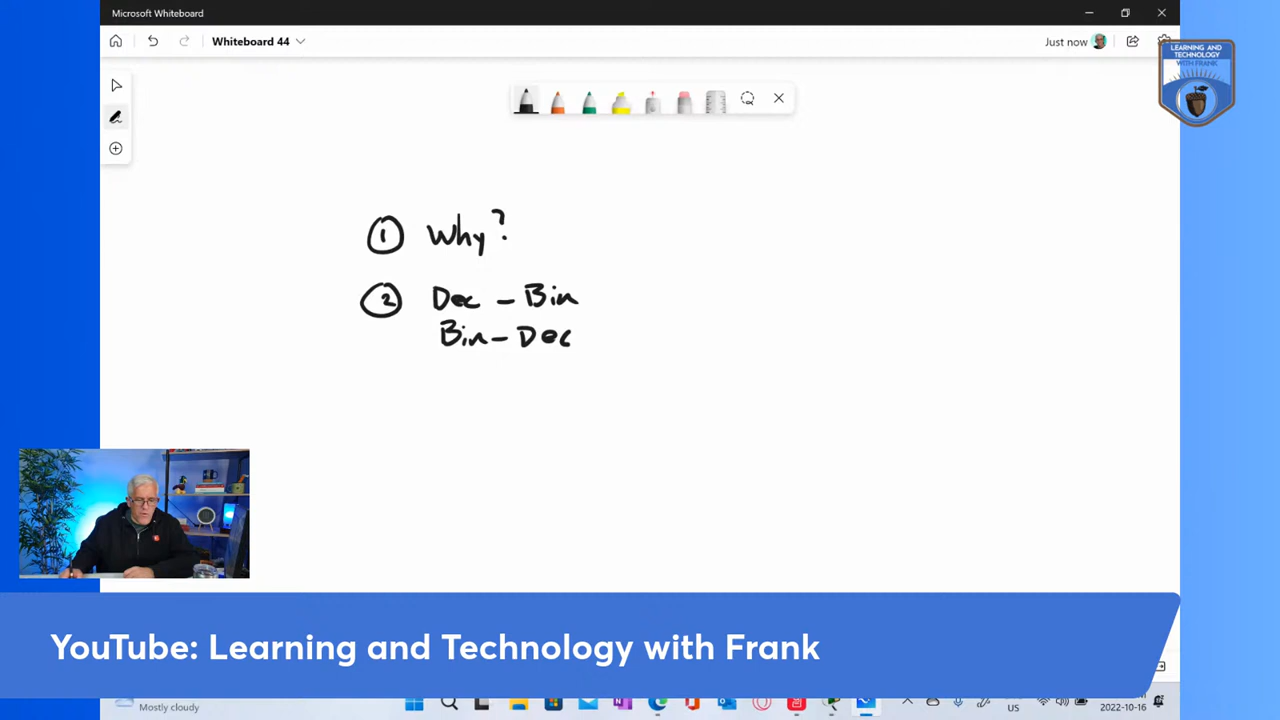 Microsoft Whiteboard
Whiteboard 44
Just now
LEARNING AND
TECHNOLOGY
WITH FRANK
① Why?
② Dec – Bin
Bin – Dec
YouTube: Learning and Technology with Frank
Mostly cloudy
US
2022-10-16